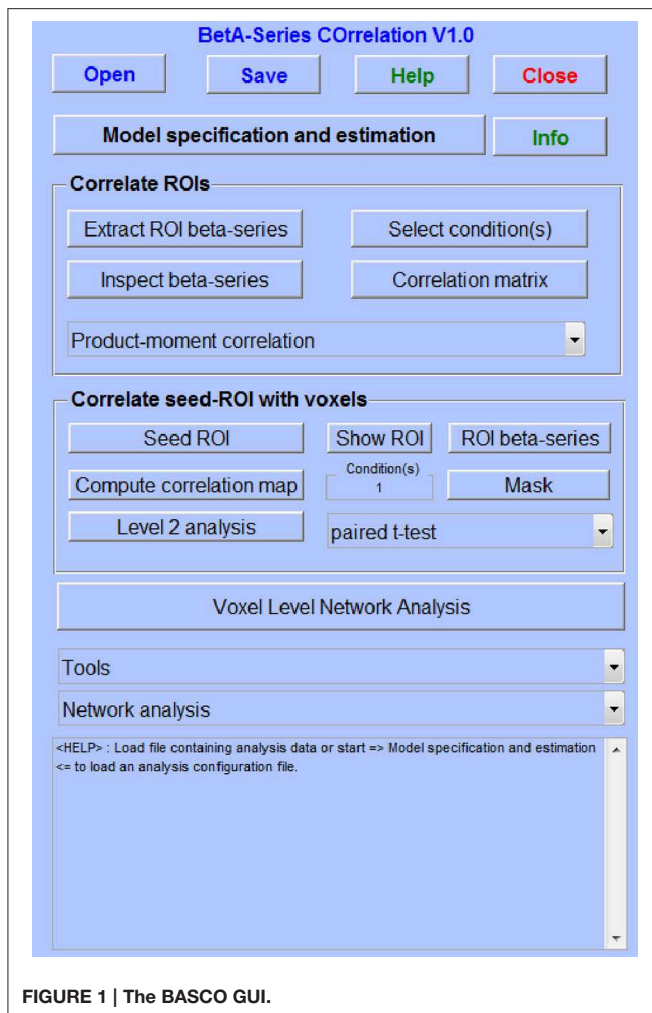 BetA-Series COrrelation V1.0
Open Save Help Close
Model specification and estimation Info
Correlate ROIs
Extract ROI beta-series Select condition(s)
Inspect beta-series Correlation matrix
Product-moment correlation
Correlate seed-ROI with voxels
Seed ROI Show ROI ROI beta-series
Compute correlation map Condition(s) 1 Mask
Level 2 analysis paired t-test
Voxel Level Network Analysis
Tools
Network analysis
<HELP> : Load file containing analysis data or start => Model specification and estimation
<= to load an analysis configuration file.
FIGURE 1 | The BASCO GUI.